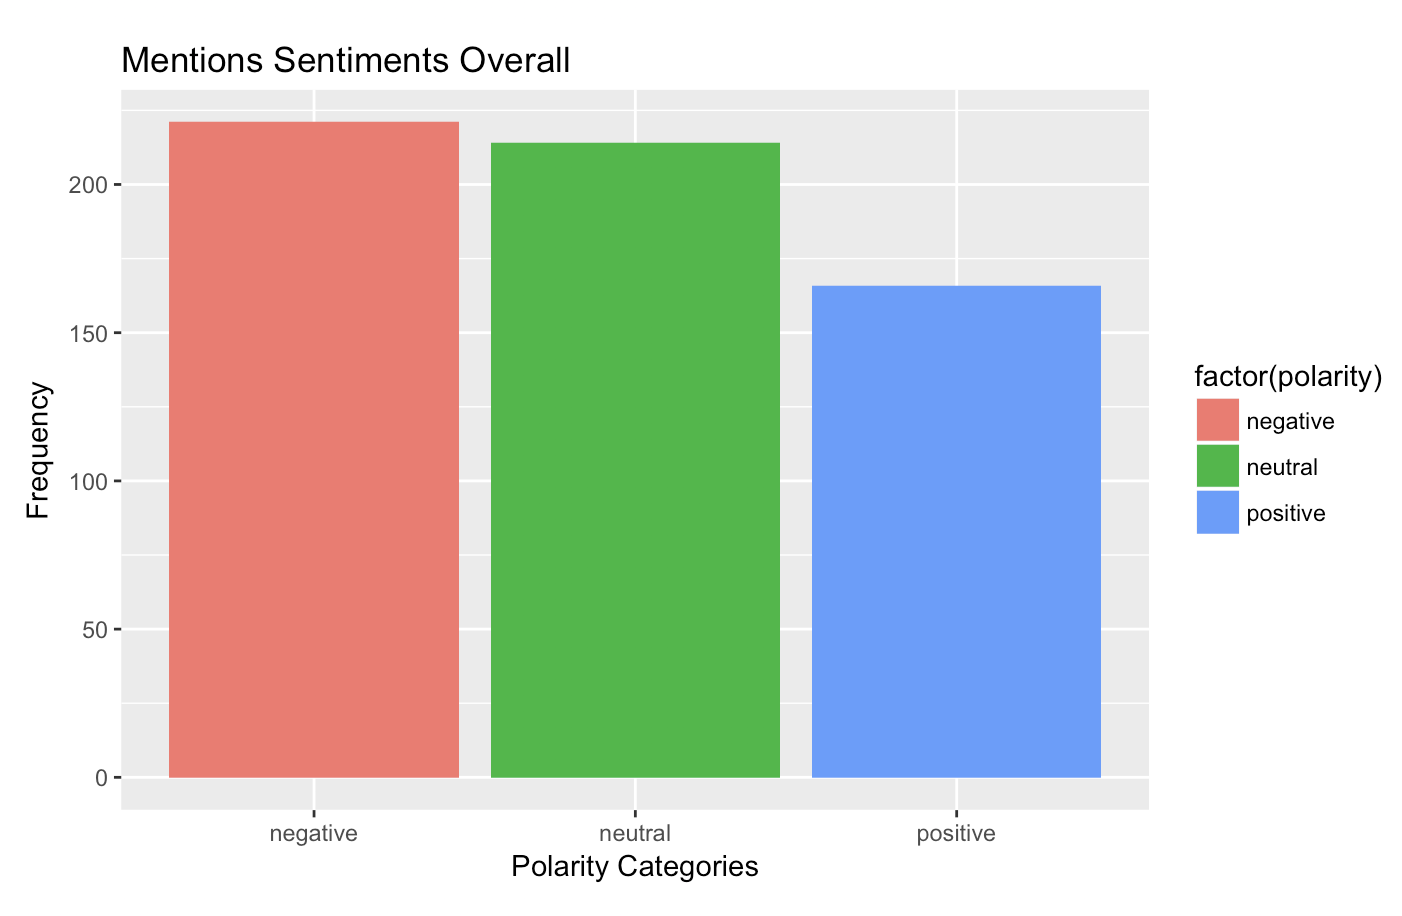 Mentions Sentiments Overall
200
150
100
50
0
Frequency
negative
neutral
positive
Polarity Categories
factor(polarity)
negative
neutral
positive